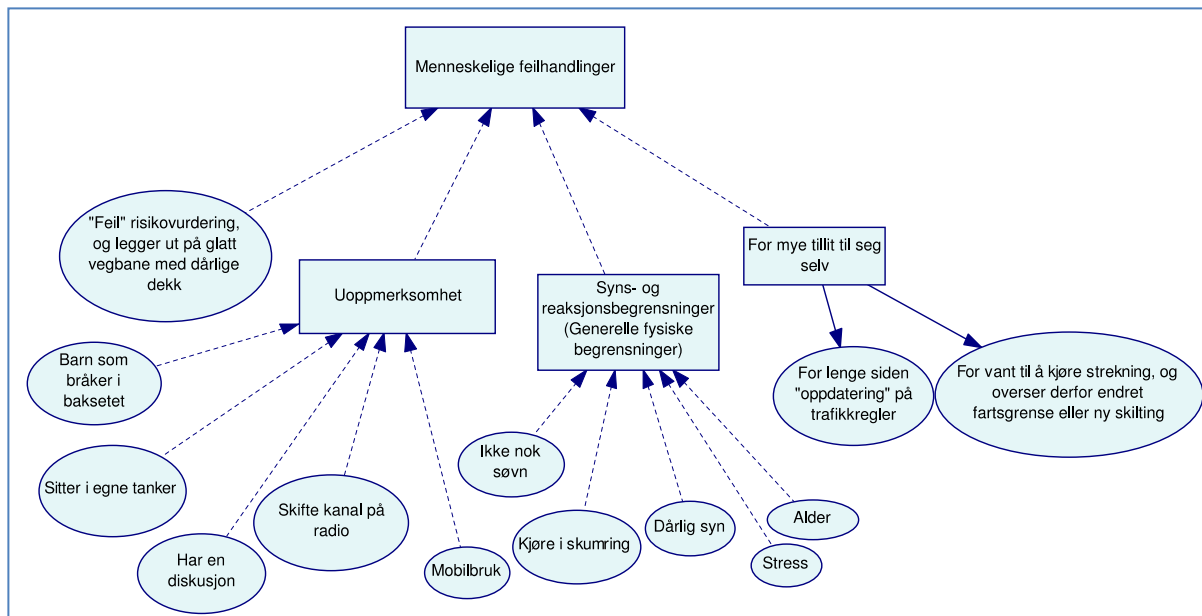 Menneskelige feilhandlinger
"Feil" risikovurdering,
og legger ut på glatt
vegbane med dårlige
dekk
For mye tillit til seg
selv
Uoppmerksomhet
Syns- og
reaksjonsbegrensninger
(Generelle fysiske
begrensninger)
Barn som
bråker i
baksetet
For lenge siden
"oppdatering" på
trafikkregler
For vant til å kjøre strekning, og
overser derfor endret
fartsgrense eller ny skilting
Ikke nok
søvn
Sitter i egne tanker
Skifte kanal på
radio
Kjøre i skumring
Dårlig syn
Alder
Har en
diskusjon
Mobilbruk
Stress